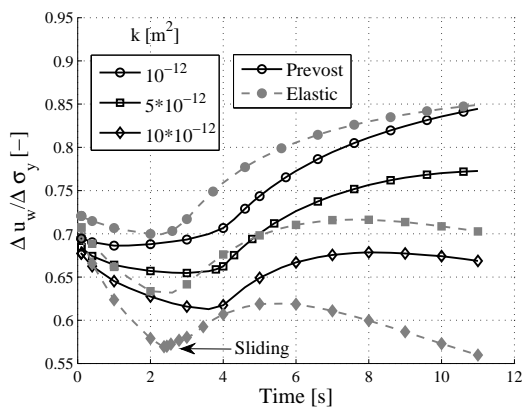 k [m²]
10⁻¹²
5*10⁻¹²
10*10⁻¹²
Prevost
Elastic
0.95
0.9
0.85
0.8
0.75
0.7
0.65
0.6
0.55
Δ u_w/Δ σ_y [−]
Sliding
0 2 4 6 8 10 12
Time [s]